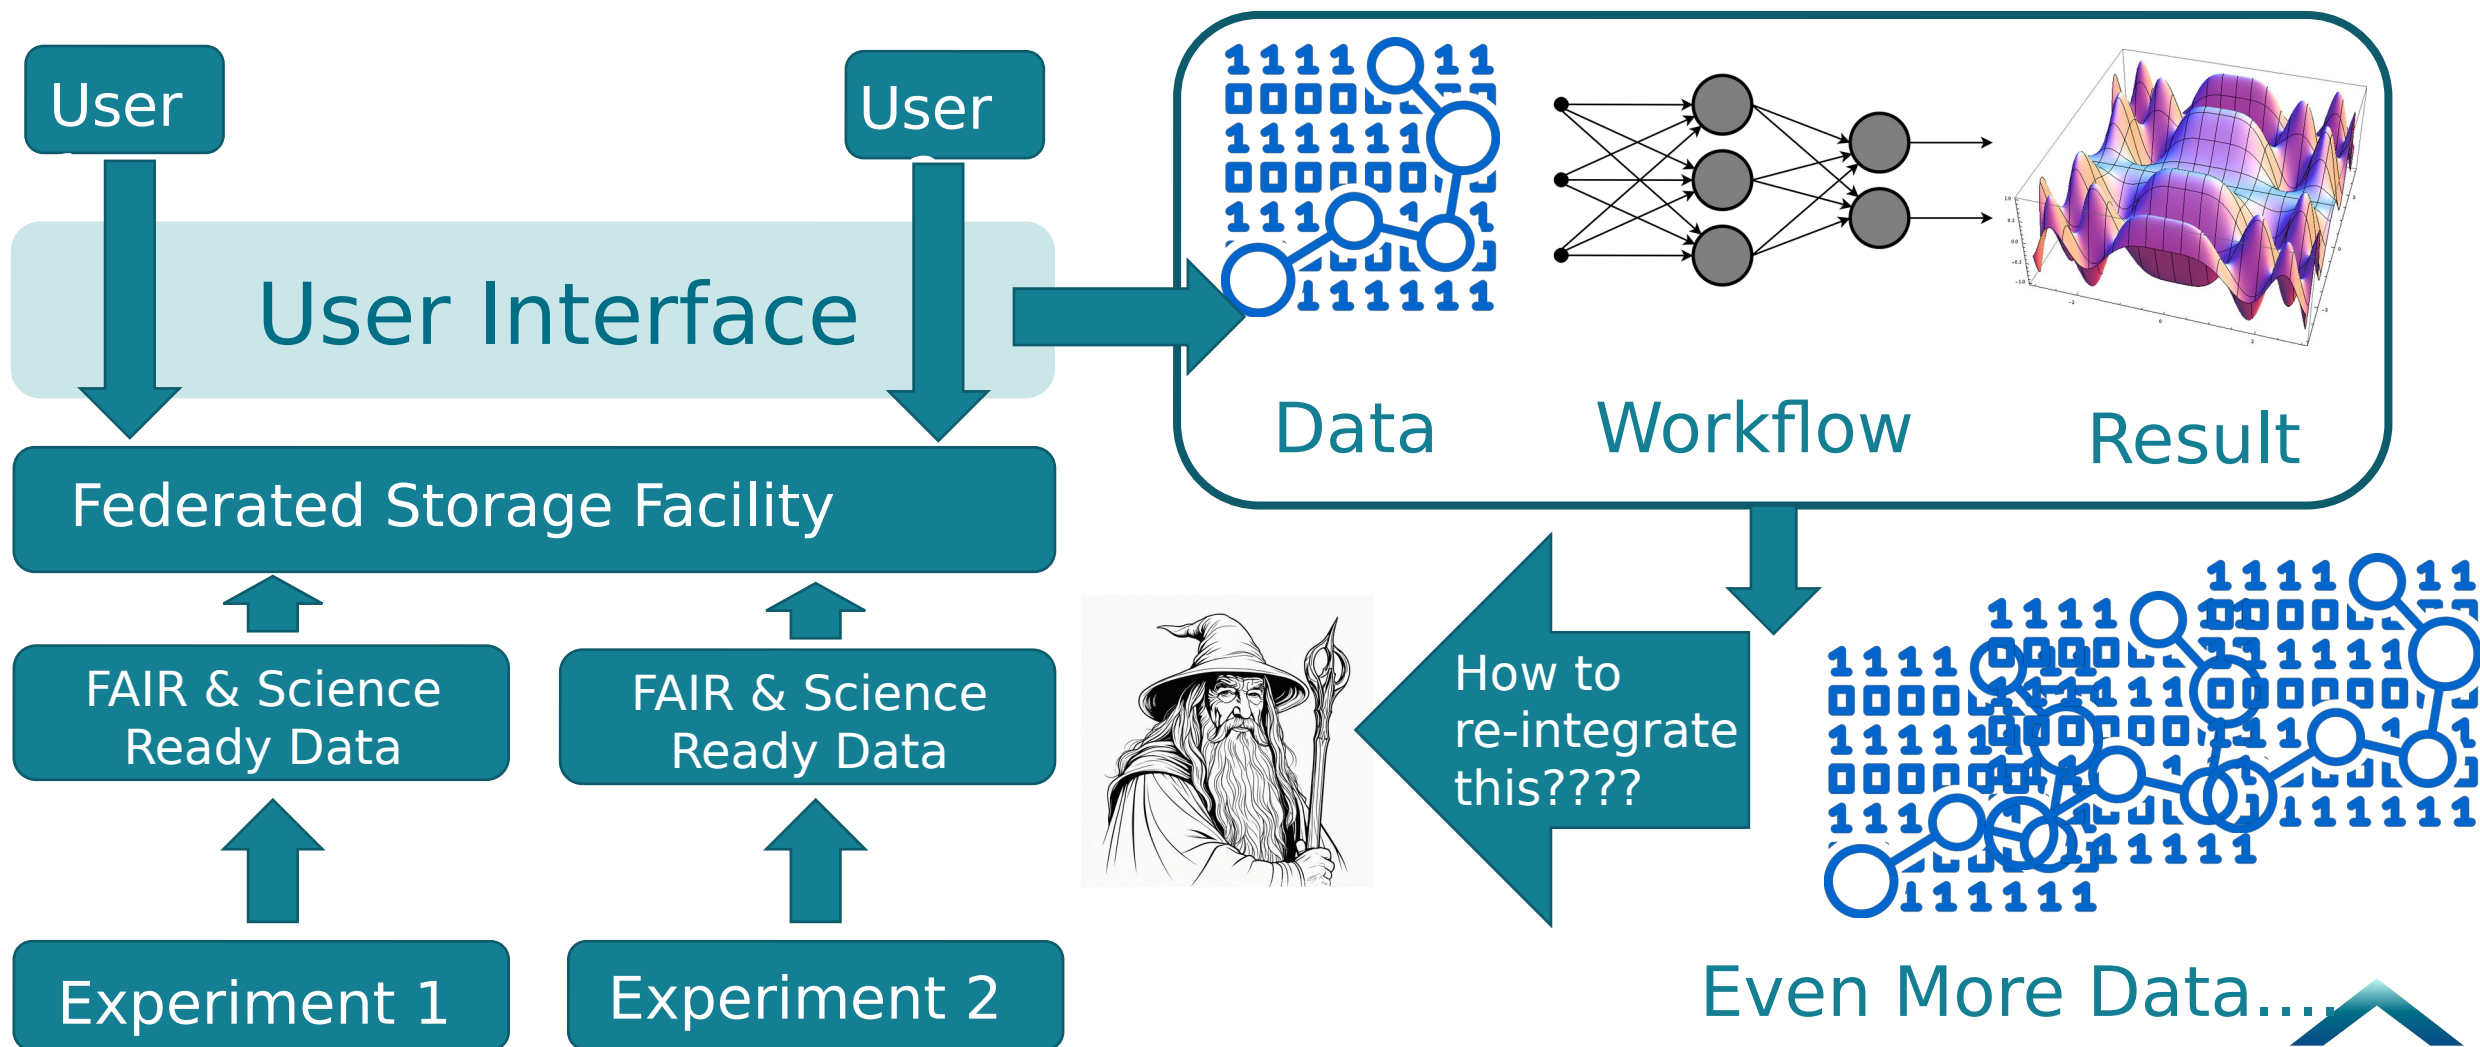 User
User
User Interface
Federated Storage Facility
FAIR & Science
Ready Data
FAIR & Science
Ready Data
Experiment 1
Experiment 2
Data
Workflow
Result
How to
re-integrate
this????
Even More Data....